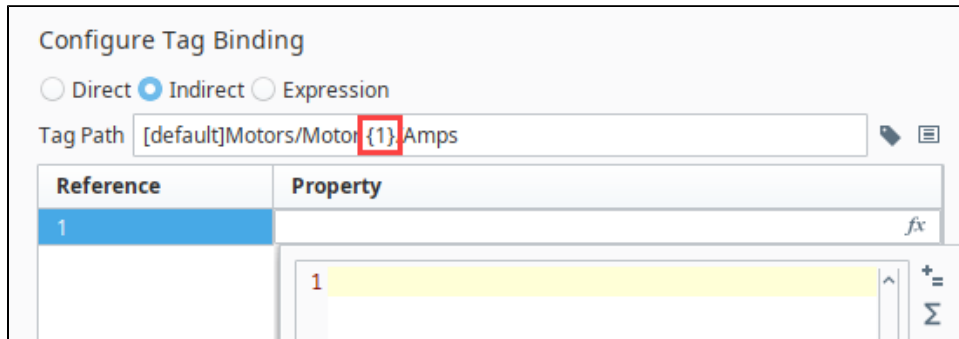 Configure Tag Binding
Direct Indirect Expression
Tag Path [default]Motors/Motor {1}/Amps
Reference Property
1 fx
1
Σ